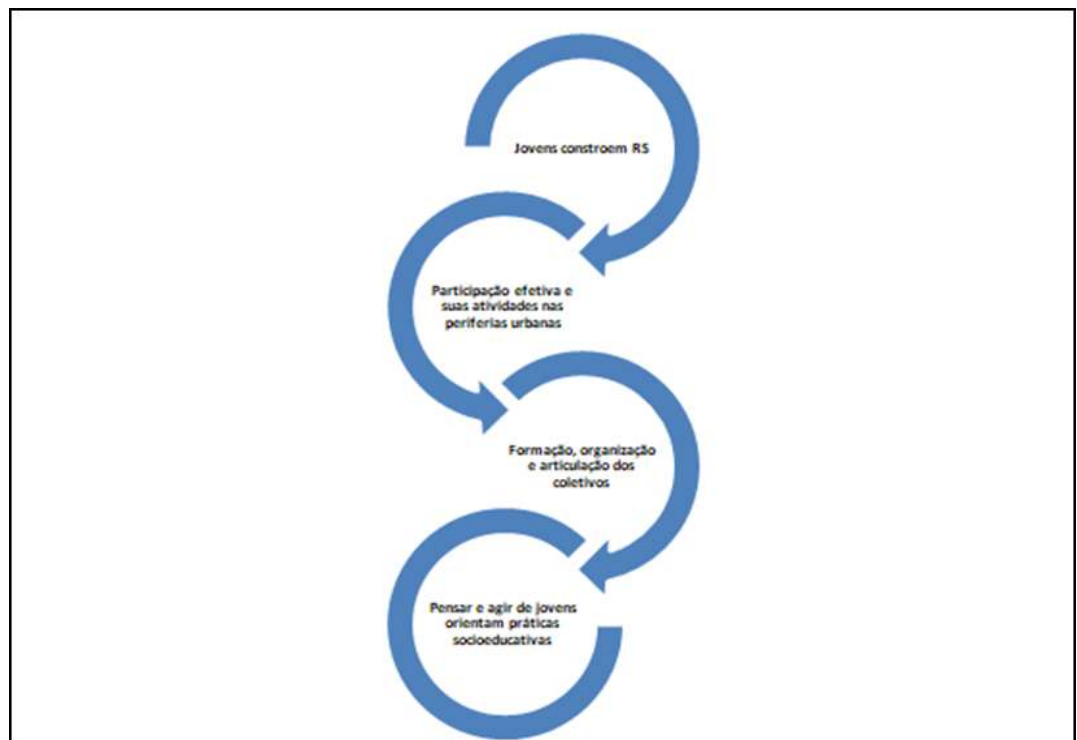 Jovens constroem RS
Participação efetiva e
suas atividades nas
periferias urbanas
Formação, organização
e articulação dos
coletivos
Pensar e agir de jovens
orientam práticas
socioeducativas